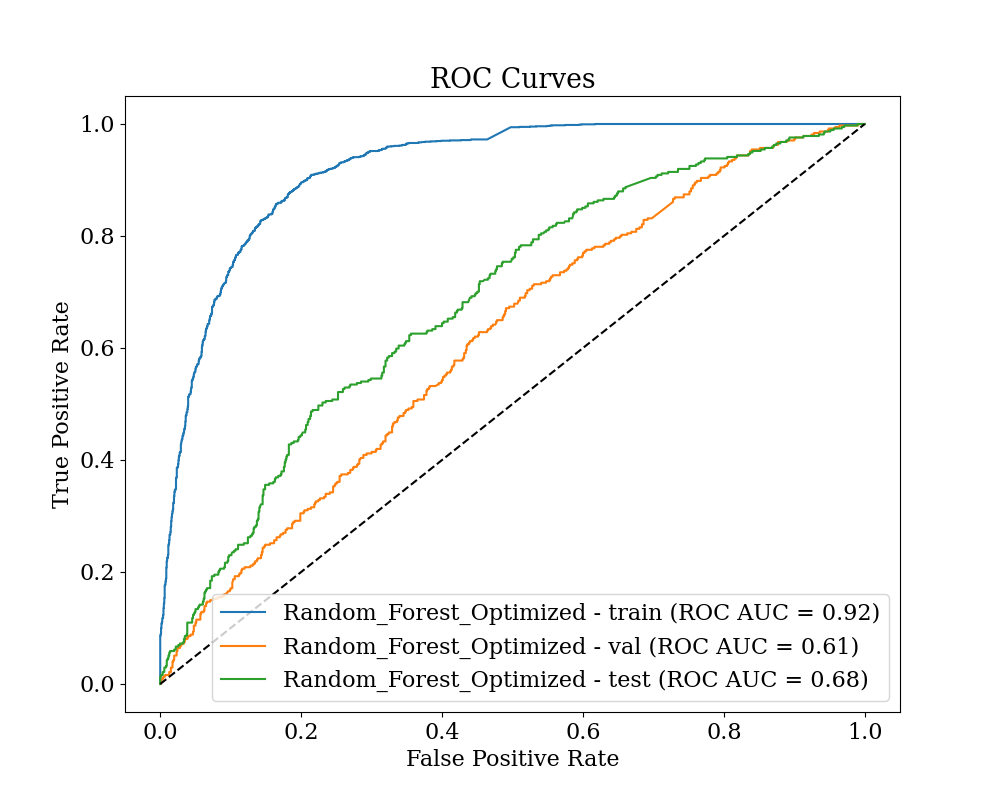 ROC Curves
True Positive Rate
1.0
0.8
0.6
0.4
0.2
0.0
Random_Forest_Optimized - train (ROC AUC = 0.92)
Random_Forest_Optimized - val (ROC AUC = 0.61)
Random_Forest_Optimized - test (ROC AUC = 0.68)
0.0 0.2 0.4 0.6 0.8 1.0
False Positive Rate